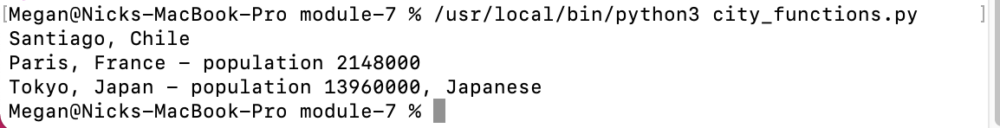 [Megan@Nicks-MacBook-Pro module-7 % /usr/local/bin/python3 city_functions.py ]
Santiago, Chile
Paris, France - population 2148000
Tokyo, Japan - population 13960000, Japanese
Megan@Nicks-MacBook-Pro module-7 %